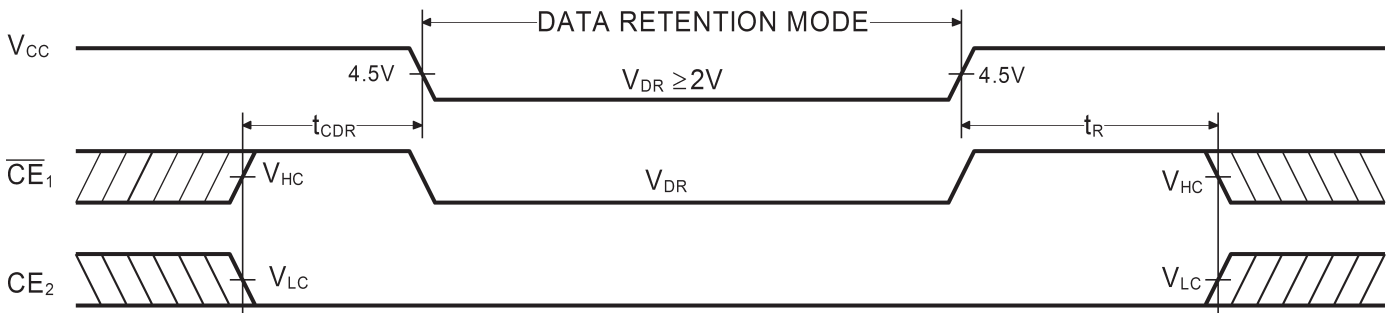 DATA RETENTION MODE
VCC
4.5V
VDR ≥2V
4.5V
tCDR
tR
CE1
VHC
VDR
VHC
CE2
VLC
VLC